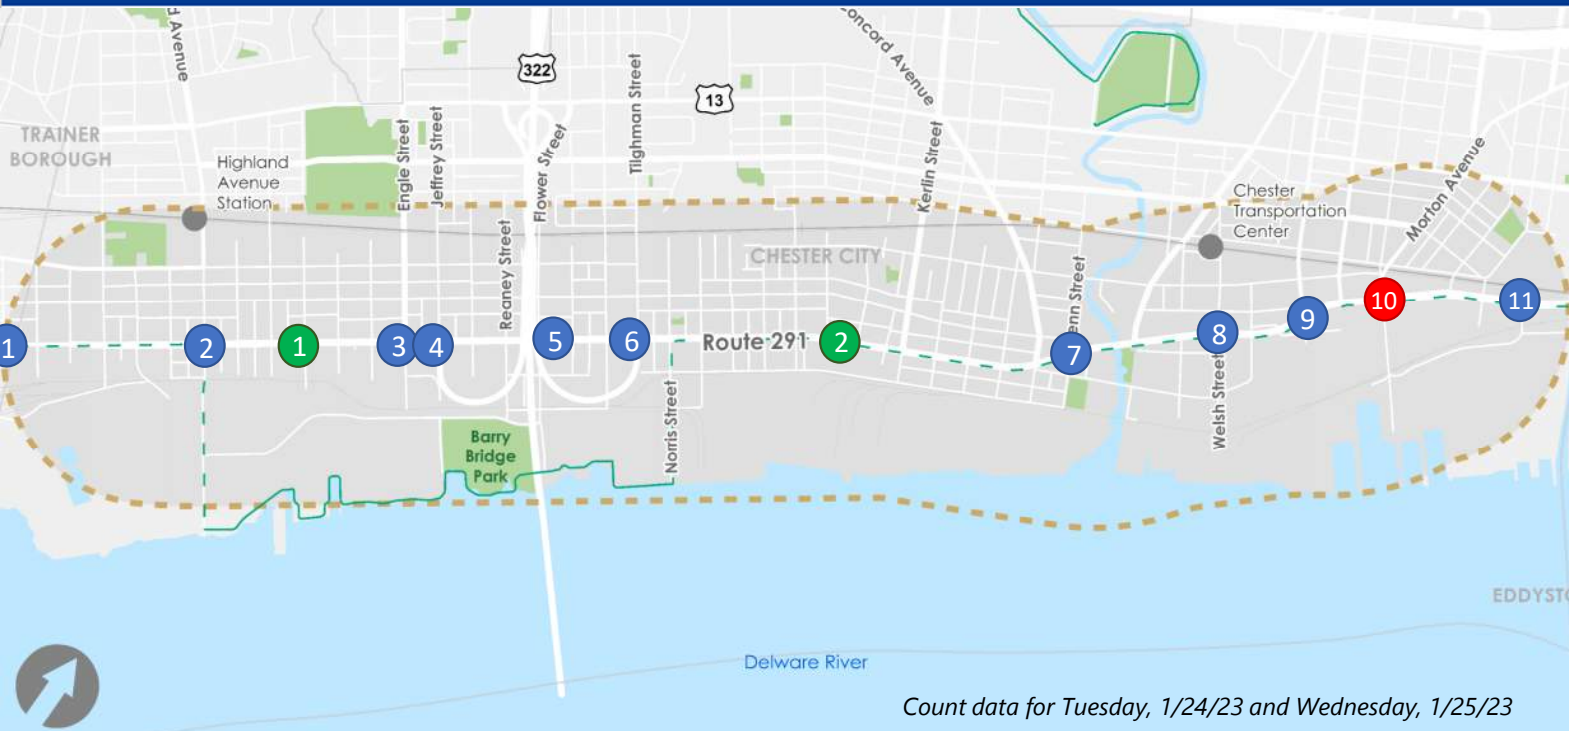 d Avenue
322
13
Concord Avenue
TRAINER
BOROUGH
Highland
Avenue
Station
Engle Street
Jeffrey Street
Flower Street
Tilghman Street
Kerlin Street
Chester
Transportation
Center
Morton Avenue
Reaney Street
CHESTER CITY
enn Street
1
2
1
3
4
5
6
Route 291
2
7
8
9
10
11
Norris Street
Welsh Street
Barry
Bridge
Park
EDDYST
Delware River
Count data for Tuesday, 1/24/23 and Wednesday, 1/25/23